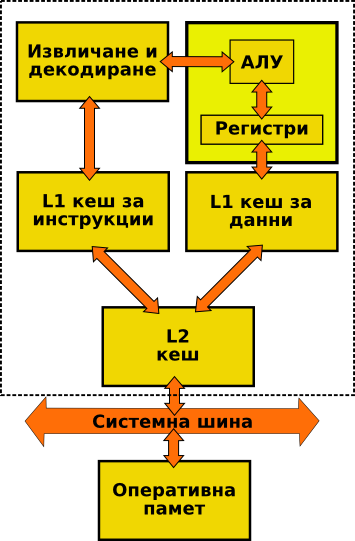 Извличане и
декодиране
АЛУ
Регистри
L1 кеш за
инструкции
L1 кеш за
данни
L2
кеш
Системна шина
Оперативна
памет